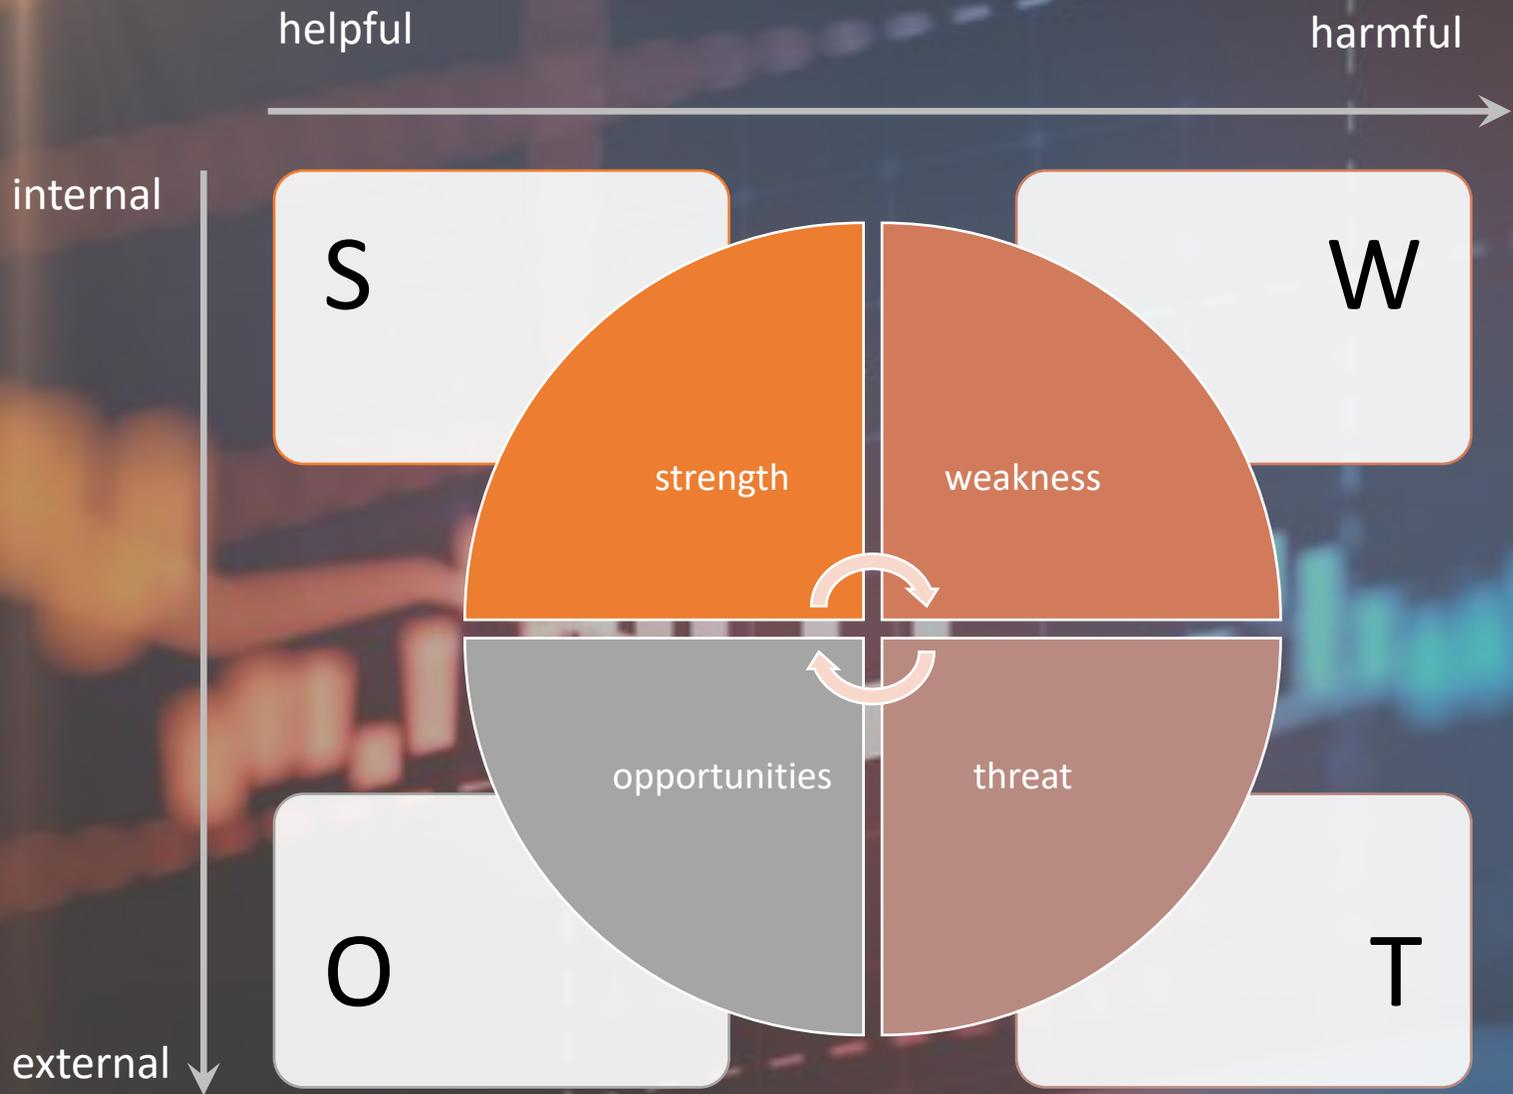 helpful
harmful
internal
S
W
strength
weakness
opportunities
threat
O
T
external